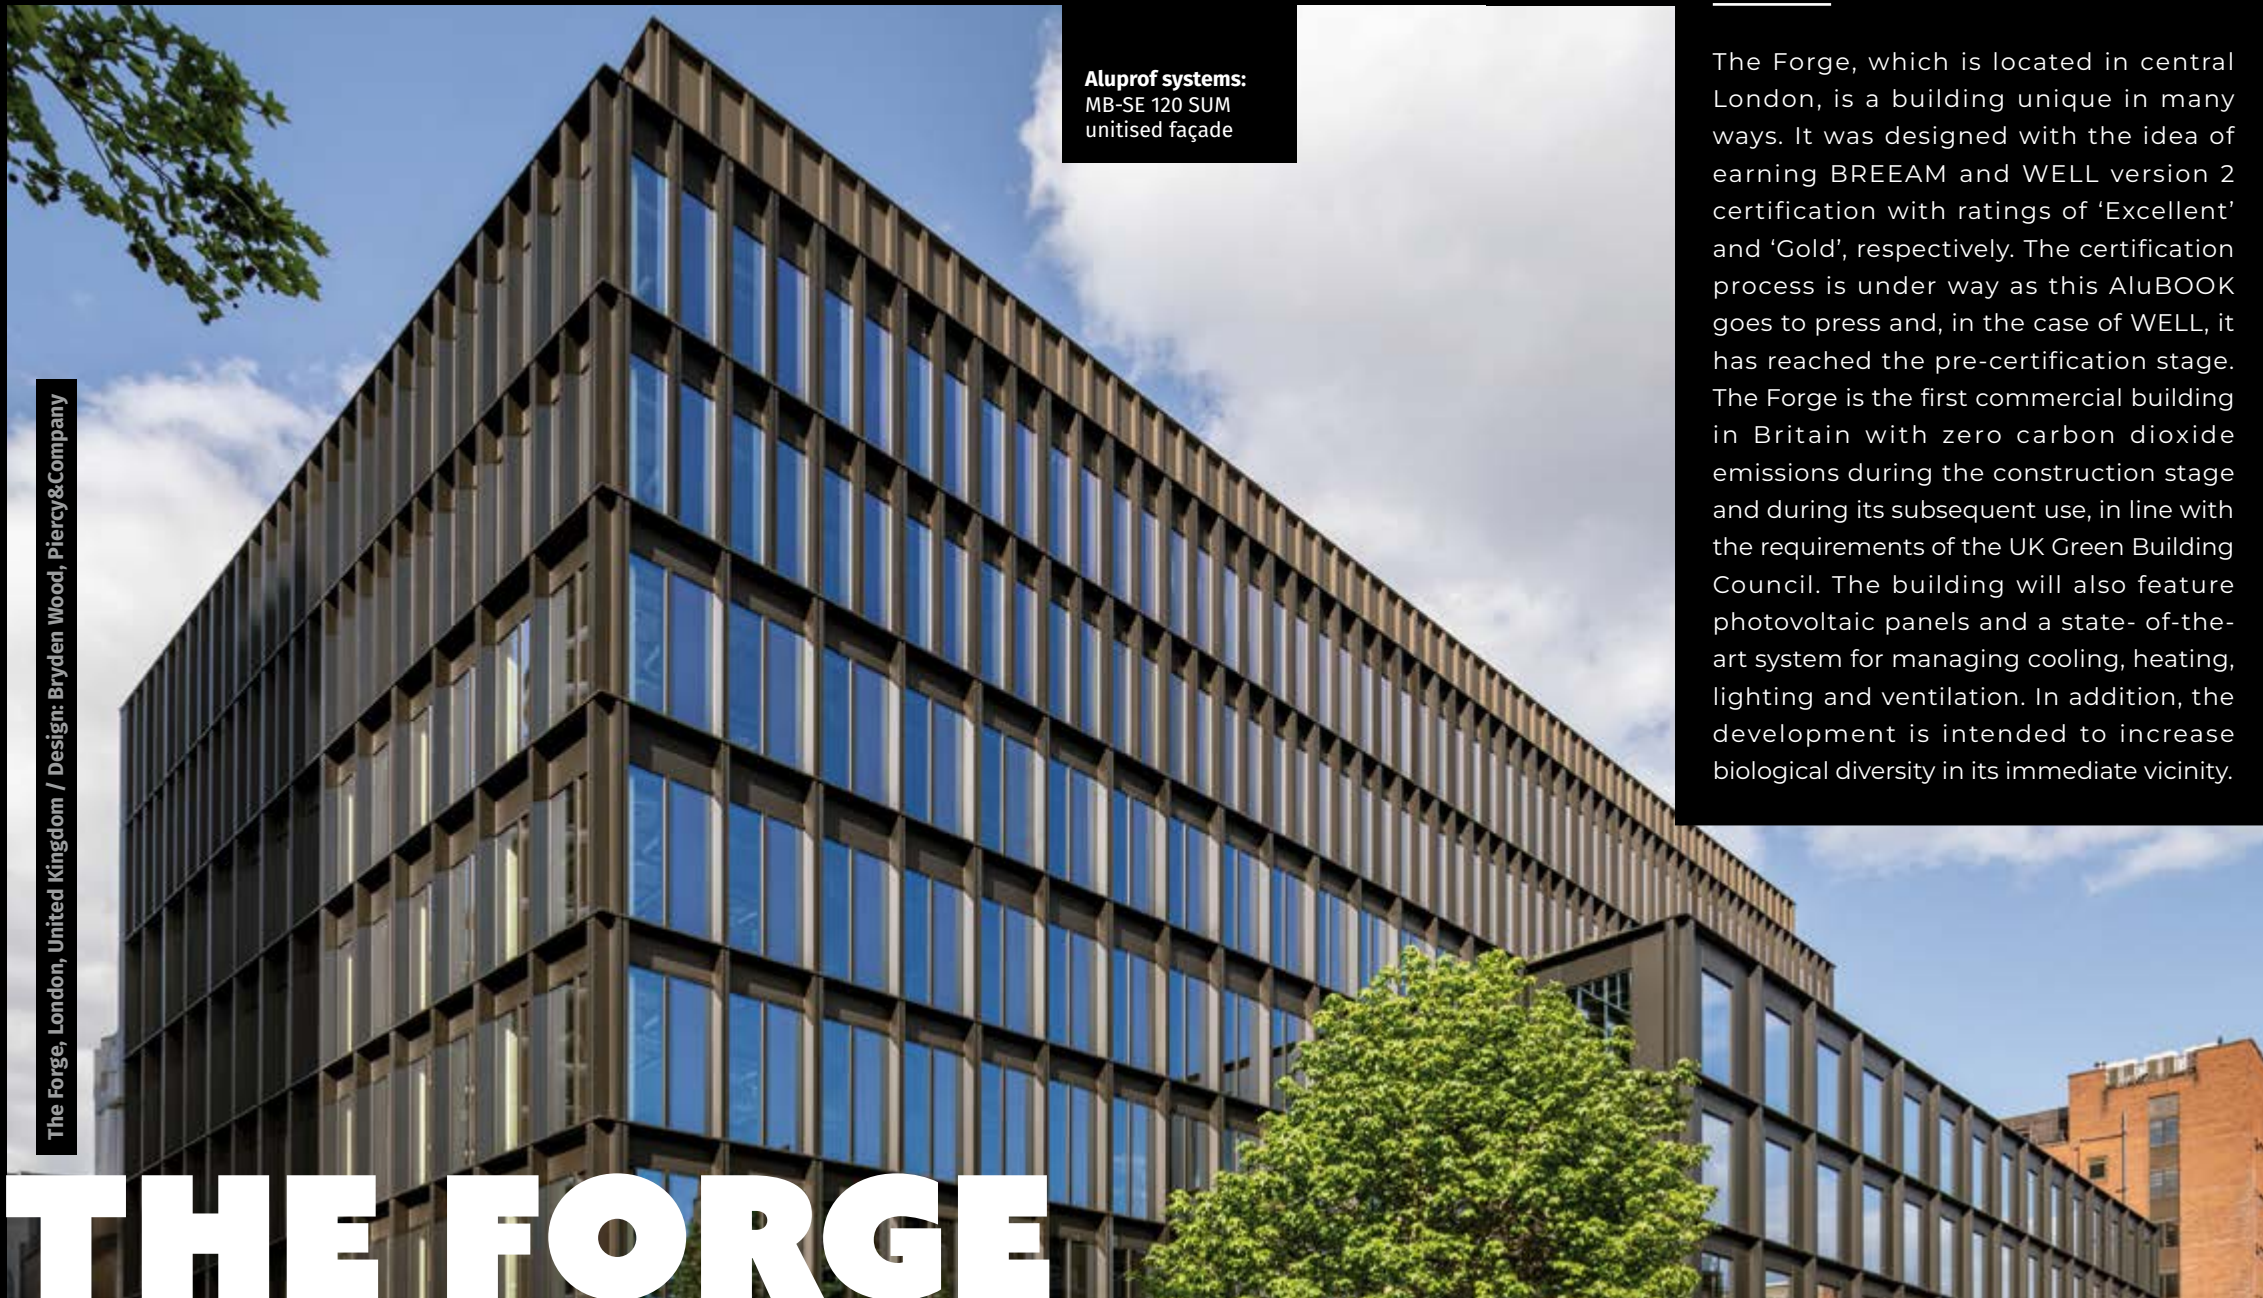 Aluprof systems:
MB-SE 120 SUM
unitised façade
The Forge, which is located in central
London, is a building unique in many
ways. It was designed with the idea of
earning BREEAM and WELL version 2
certification with ratings of ‘Excellent’
and ‘Gold’, respectively. The certification
process is under way as this AluBOOK
goes to press and, in the case of WELL, it
has reached the pre-certification stage.
The Forge is the first commercial building
in Britain with zero carbon dioxide
emissions during the construction stage
and during its subsequent use, in line with
the requirements of the UK Green Building
Council. The building will also feature
photovoltaic panels and a state- of-the-
art system for managing cooling, heating,
lighting and ventilation. In addition, the
development is intended to increase
biological diversity in its immediate vicinity.
The Forge, London, United Kingdom / Design: Bryden Wood, Piercy&Company
THE FORGE